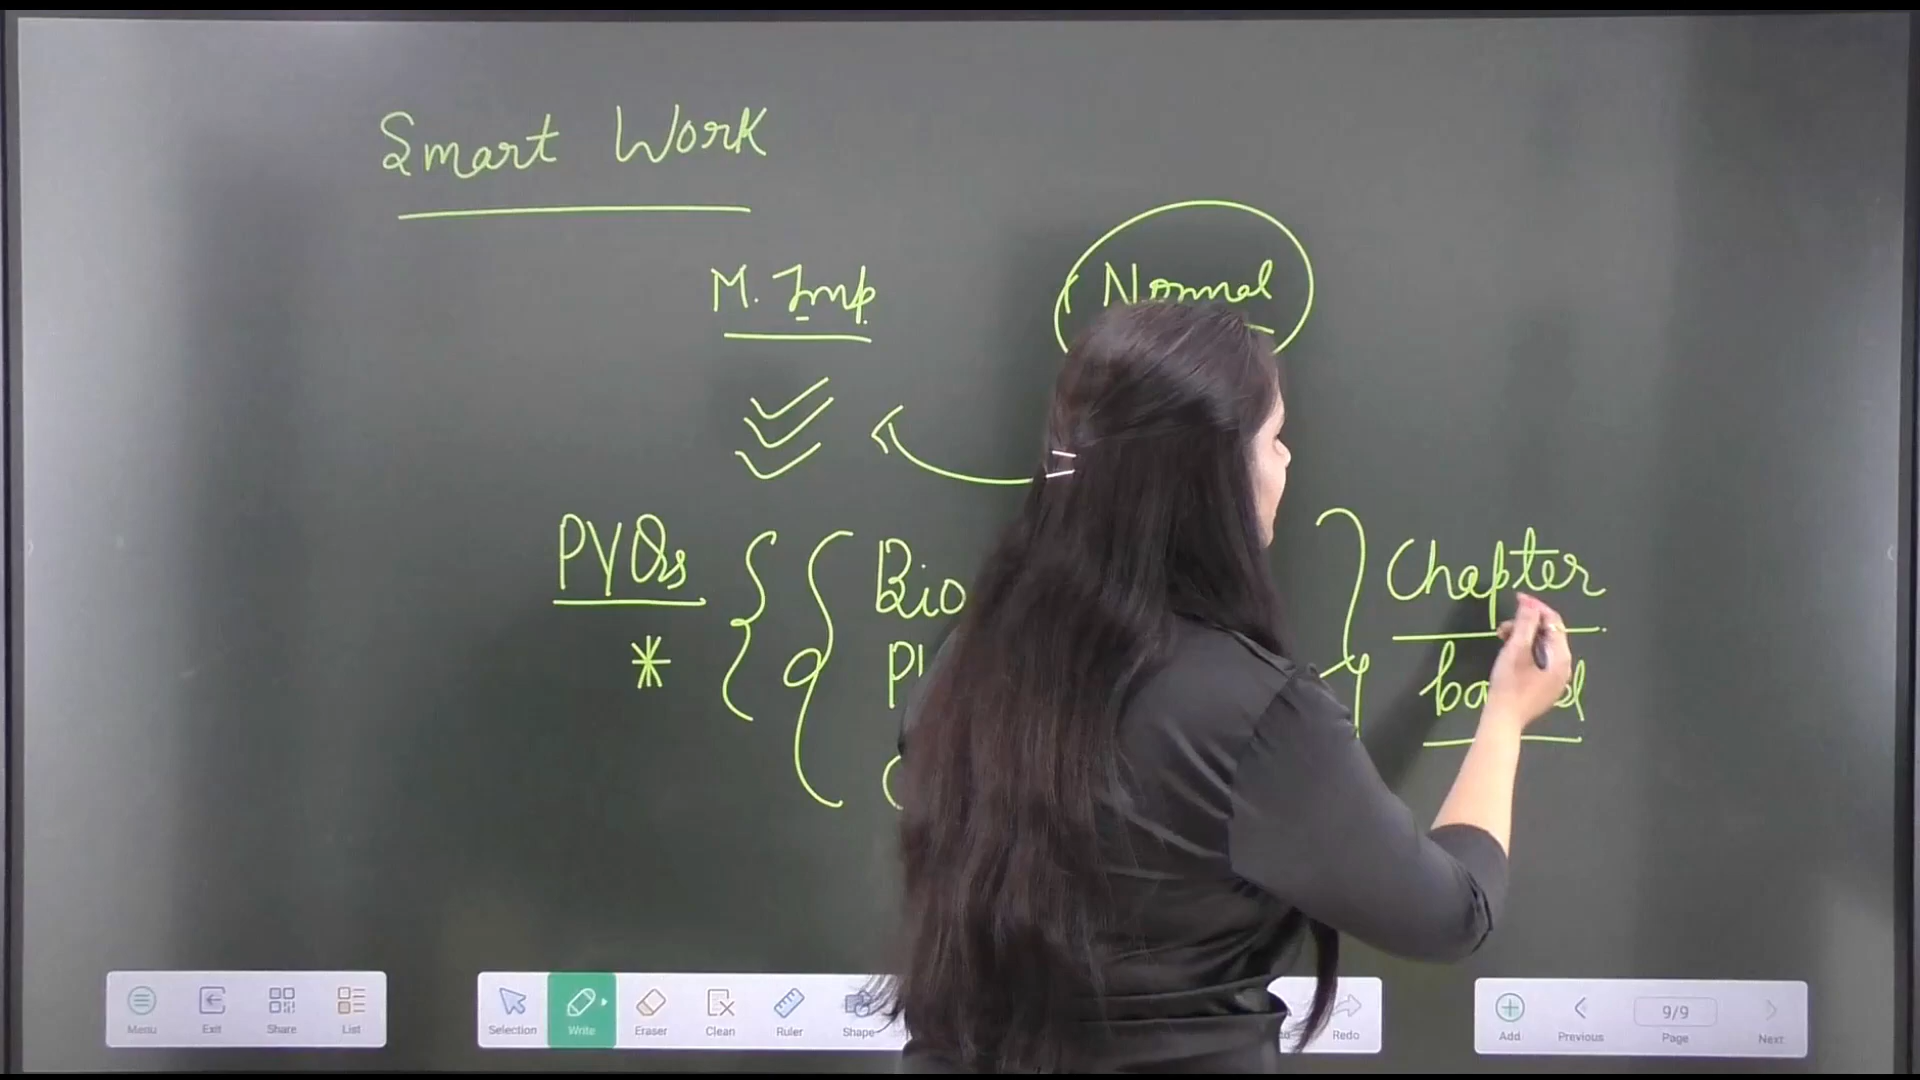 Smart Work
M. Imp
Normal
PYQs
Bio
Chapter
*
Menu
Exit
Share
List
Selection
Write
Eraser
Clean
Ruler
Shape
Redo
Add
Previous
9/9
Page
Next